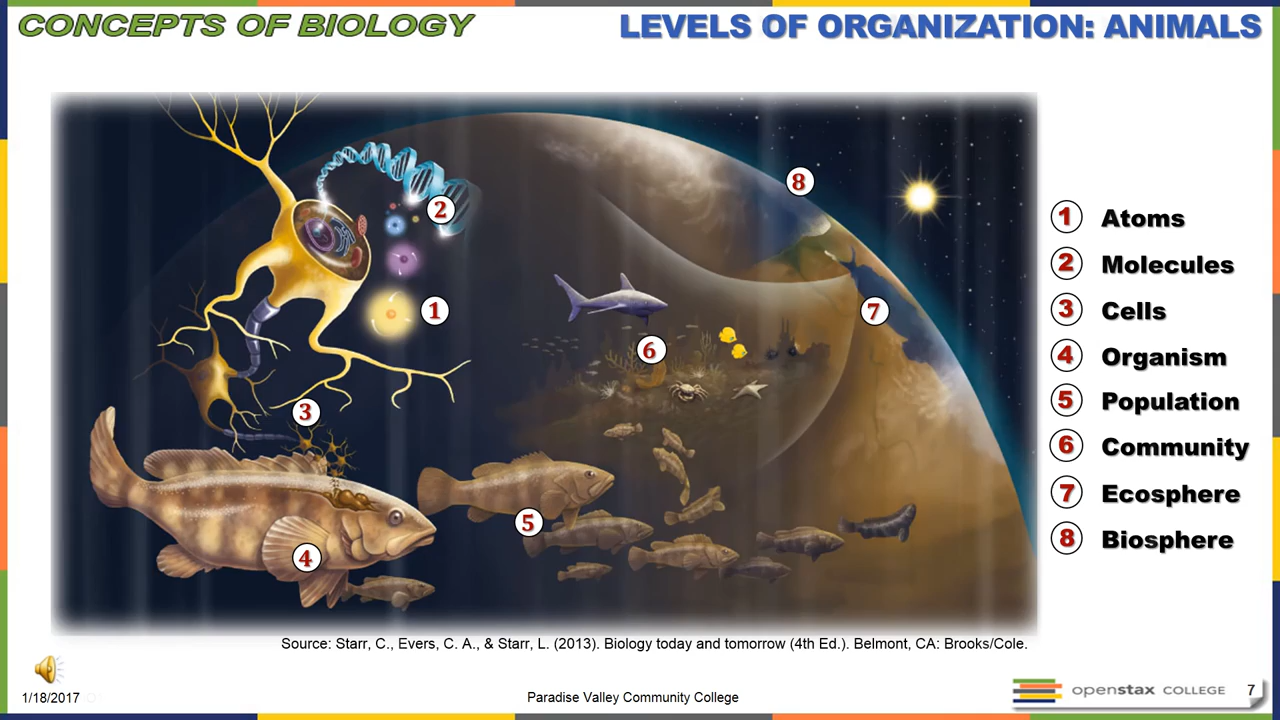 CONCEPTS OF BIOLOGY
LEVELS OF ORGANIZATION: ANIMALS
8
2
1
7
6
3
5
4
1 Atoms
2 Molecules
3 Cells
4 Organism
5 Population
6 Community
7 Ecosphere
8 Biosphere
Source: Starr, C., Evers, C. A., & Starr, L. (2013). Biology today and tomorrow (4th Ed.). Belmont, CA: Brooks/Cole.
1/18/2017
Paradise Valley Community College
openstax COLLEGE
7